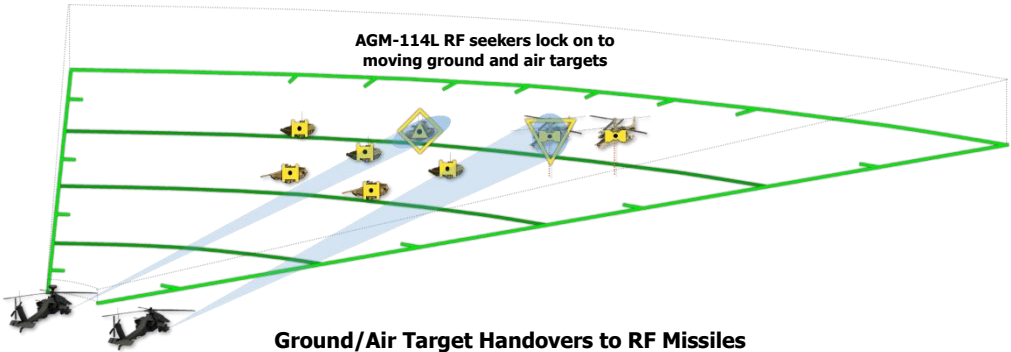 AGM-114L RF seekers lock on to
moving ground and air targets
Ground/Air Target Handovers to RF Missiles